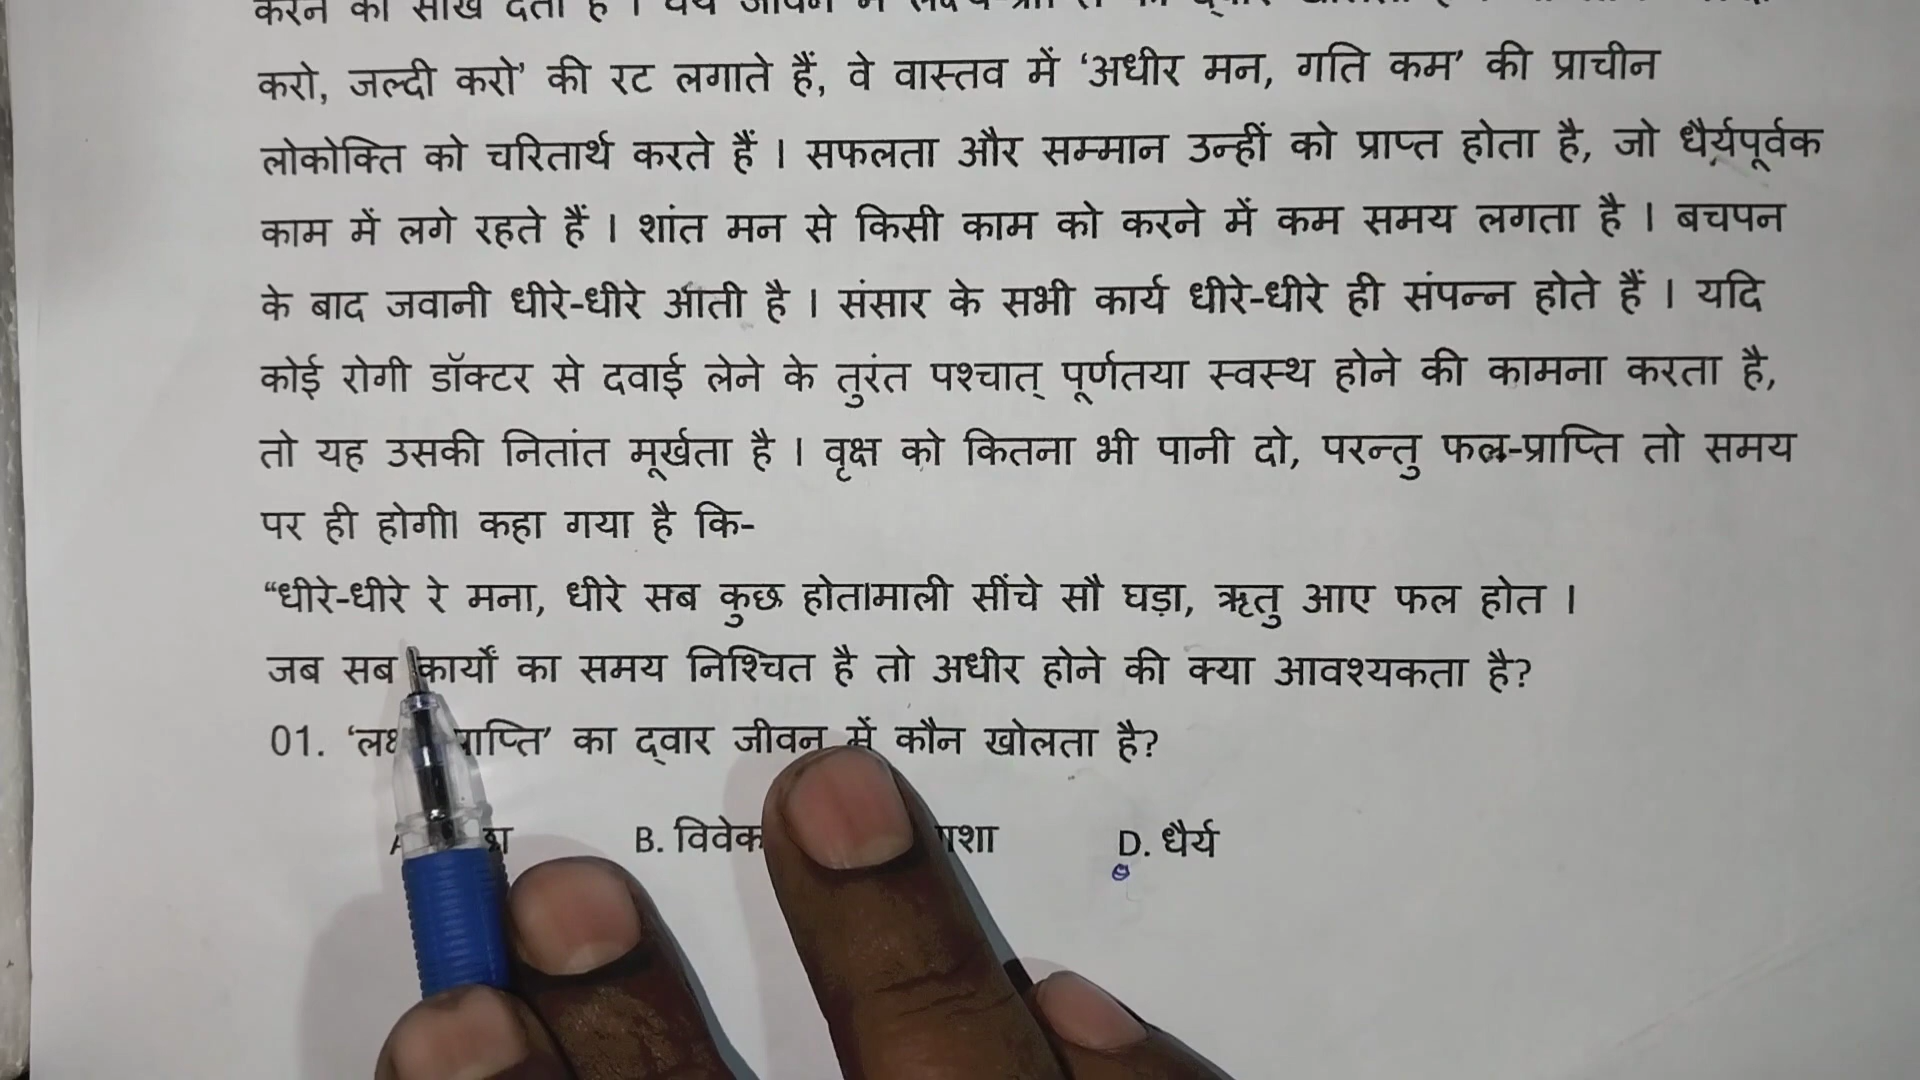 करो, जल्दी करो’ की रट लगाते हैं, वे वास्तव में ‘अधीर मन, गति कम’ की प्राचीन
लोकोक्ति को चरितार्थ करते हैं । सफलता और सम्मान उन्हीं को प्राप्त होता है, जो धैर्यपूर्वक
काम में लगे रहते हैं । शांत मन से किसी काम को करने में कम समय लगता है । बचपन
के बाद जवानी धीरे-धीरे आती है । संसार के सभी कार्य धीरे-धीरे ही संपन्न होते हैं । यदि
कोई रोगी डॉक्टर से दवाई लेने के तुरंत पश्चात् पूर्णतया स्वस्थ होने की कामना करता है,
तो यह उसकी नितांत मूर्खता है । वृक्ष को कितना भी पानी दो, परन्तु फल-प्राप्ति तो समय
पर ही होगी। कहा गया है कि-
“धीरे-धीरे रे मना, धीरे सब कुछ होत।माली सींचे सौ घड़ा, ऋतु आए फल होत ।
जब सब कार्यों का समय निश्चित है तो अधीर होने की क्या आवश्यकता है?
01. का द्वार जीवन में कौन खोलता है?
B. विवेक D. धैर्य